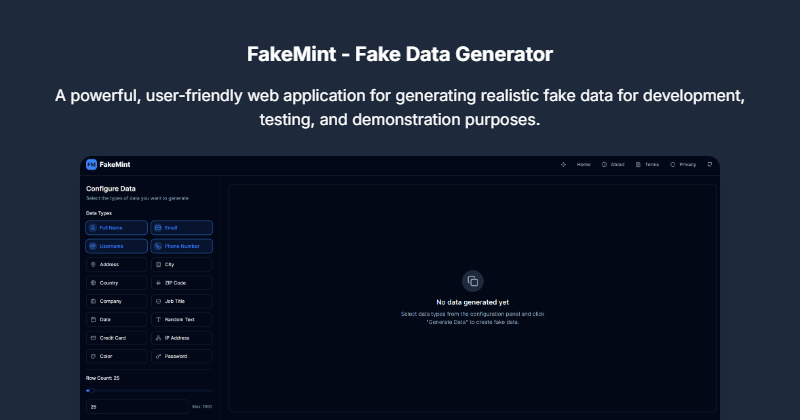 FakeMint - Fake Data Generator
A powerful, user-friendly web application for generating realistic fake data for development,
testing, and demonstration purposes.
FM FakeMint
Home About Terms Privacy
Configure Data
Select the types of data you want to generate
Data Types
Full Name Email
Username Phone Number
Address City
Country ZIP Code
Company Job Title
Date Random Text
Credit Card IP Address
Color Password
Row Count: 25
25
No data generated yet
Select data types from the configuration panel and click
"Generate Data" to create fake data.